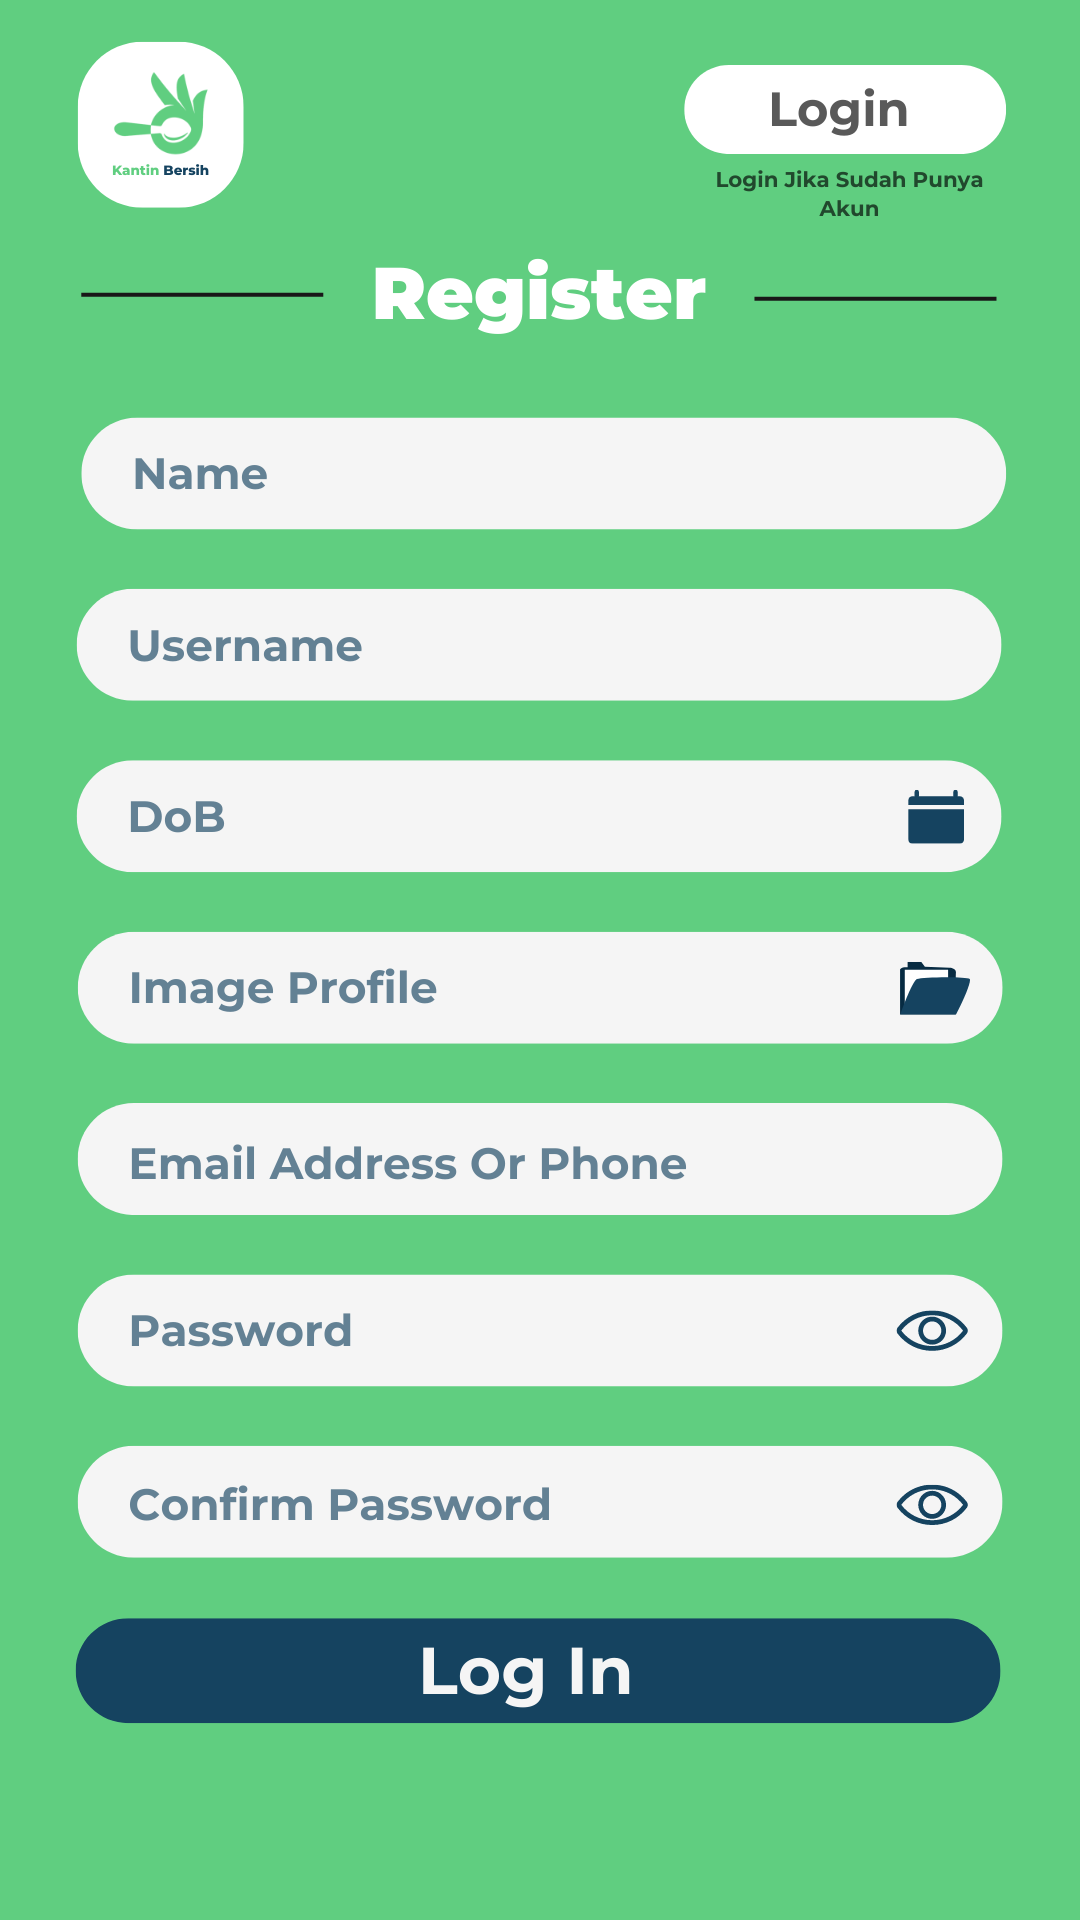 Kantin Bersih
Login
Login Jika Sudah Punya
Akun
Register
Name
Username
DoB
Image Profile
Email Address Or Phone
Password
Confirm Password
Log In